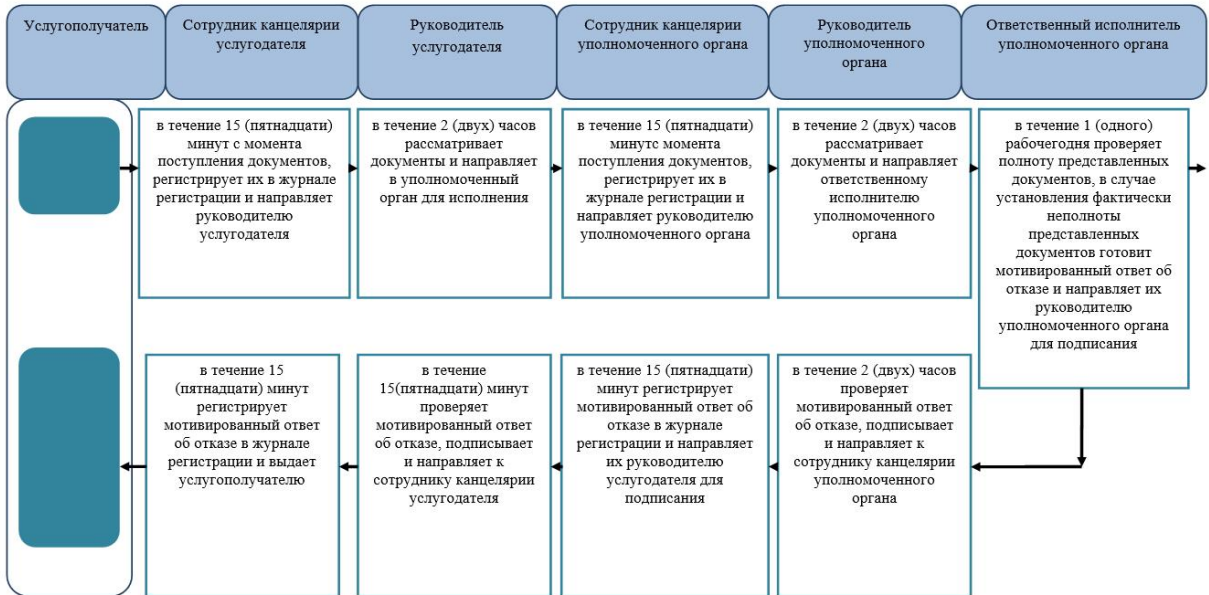 Услугополучатель
Сотрудник канцелярии
услугодателя
Руководитель
услугодателя
Сотрудник канцелярии
уполномоченного органа
Руководитель
уполномоченного
органа
Ответственный исполнитель
уполномоченного органа
в течение 15 (пятнадцати)
минут с момента
поступления документов,
регистрирует их в журнале
регистрации и направляет
руководителю
услугодателя
в течение 2 (двух) часов
рассматривает
документы и направляет
в уполномоченный
орган для исполнения
в течение 15 (пятнадцати)
минутс момента
поступления документов,
регистрирует их в
журнале регистрации и
направляет руководителю
уполномоченного органа
в течение 2 (двух) часов
рассматривает
документы и направляет
ответственному
исполнителю
уполномоченного
органа
в течение 1 (одного)
рабочегодня проверяет
полноту представленных
документов, в случае
установления фактически
неполноты
представленных
документов готовит
мотивированный ответ об
отказе и направляет их
руководителю
уполномоченного органа
для подписания
в течение 15
(пятнадцати) минут
регистрирует
мотивированный ответ
об отказе в журнале
регистрации и выдает
услугополучателю
в течение
15(пятнадцати) минут
проверяет
мотивированный ответ
об отказе, подписывает
и направляет к
сотруднику канцелярии
услугодателя
в течение 15 (пятнадцати)
минут регистрирует
мотивированный ответ об
отказе в журнале
регистрации и направляет
их руководителю
услугодателя для
подписания
в течение 2 (двух) часов
проверяет
мотивированный ответ
об отказе, подписывает
и направляет к
сотруднику канцелярии
уполномоченного
органа